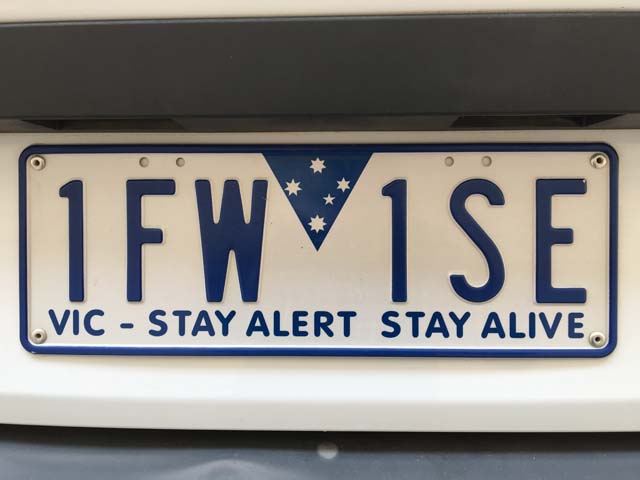 1FW 1SE
VIC - STAY ALERT STAY ALIVE